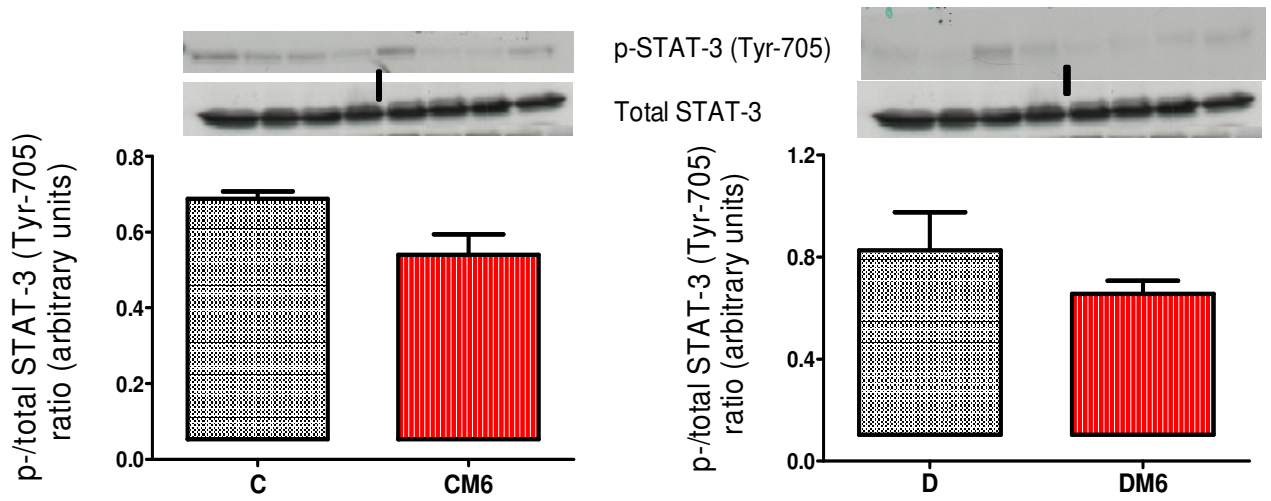 p-STAT-3 (Tyr-705)
Total STAT-3
p-/total STAT-3 (Tyr-705)
ratio (arbitrary units)
0.8
0.6
0.4
0.2
0.0
C
CM6
p-/total STAT-3 (Tyr-705)
ratio (arbitrary units)
1.2
0.8
0.4
0.0
D
DM6